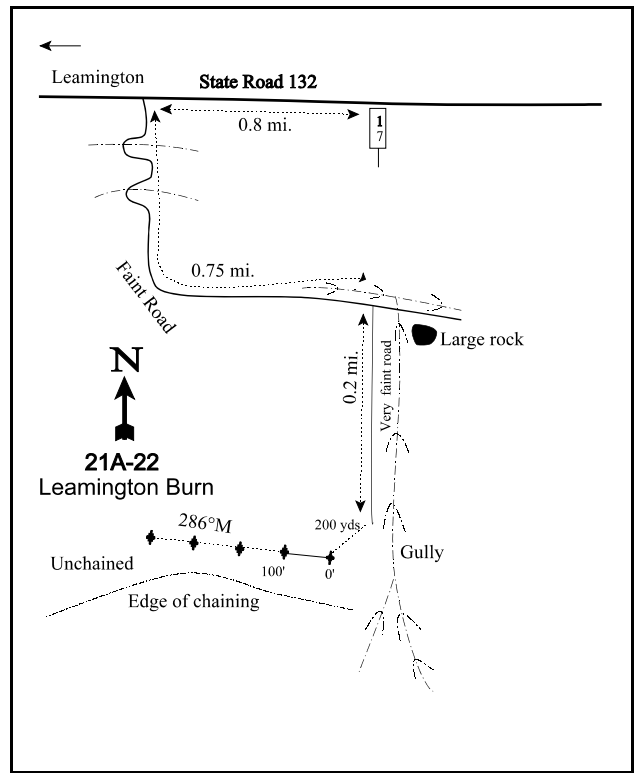 Leamington
State Road 132
0.8 mi.
1
7
Faint Road
0.75 mi.
Large rock
0.2 mi.
Very faint road
N
21A-22
Leamington Burn
286°M
200 yds.
Unchained
100'
0'
Gully
Edge of chaining